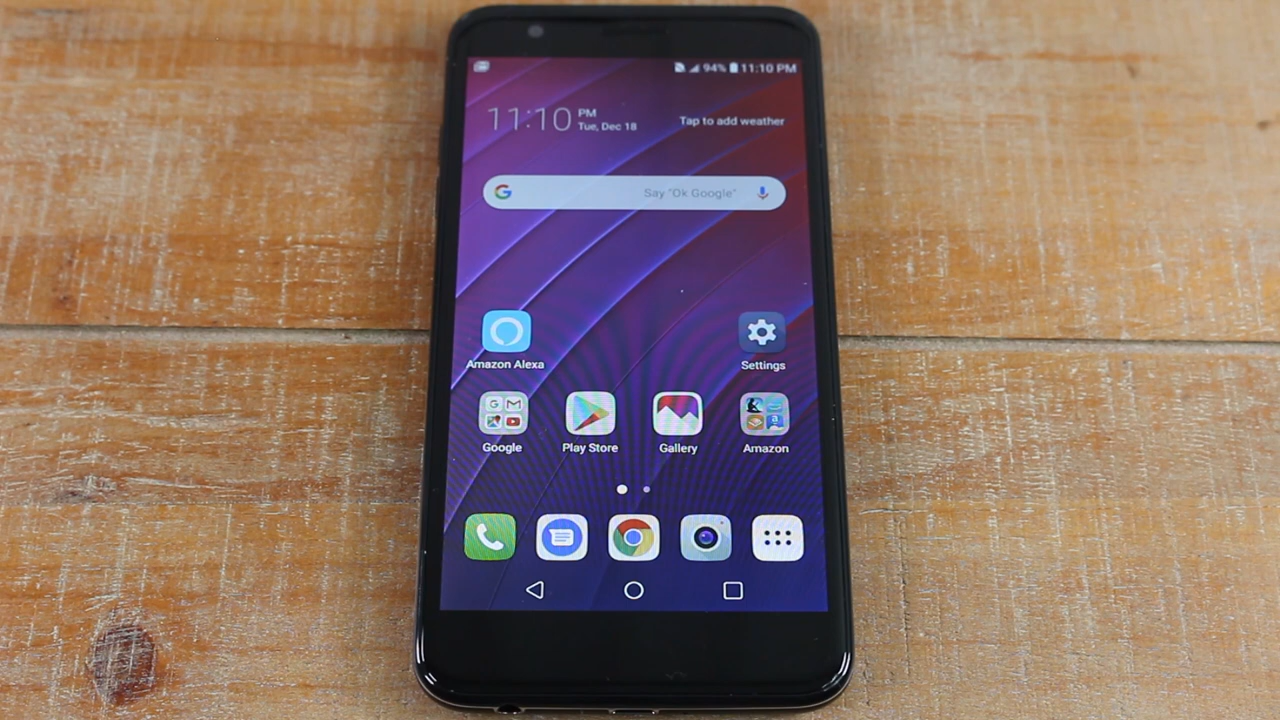 94% 11:10 PM
11:10 PM
Tue, Dec 18
Tap to add weather
G Say "Ok Google"
Amazon Alexa
Settings
Google
Play Store
Gallery
Amazon